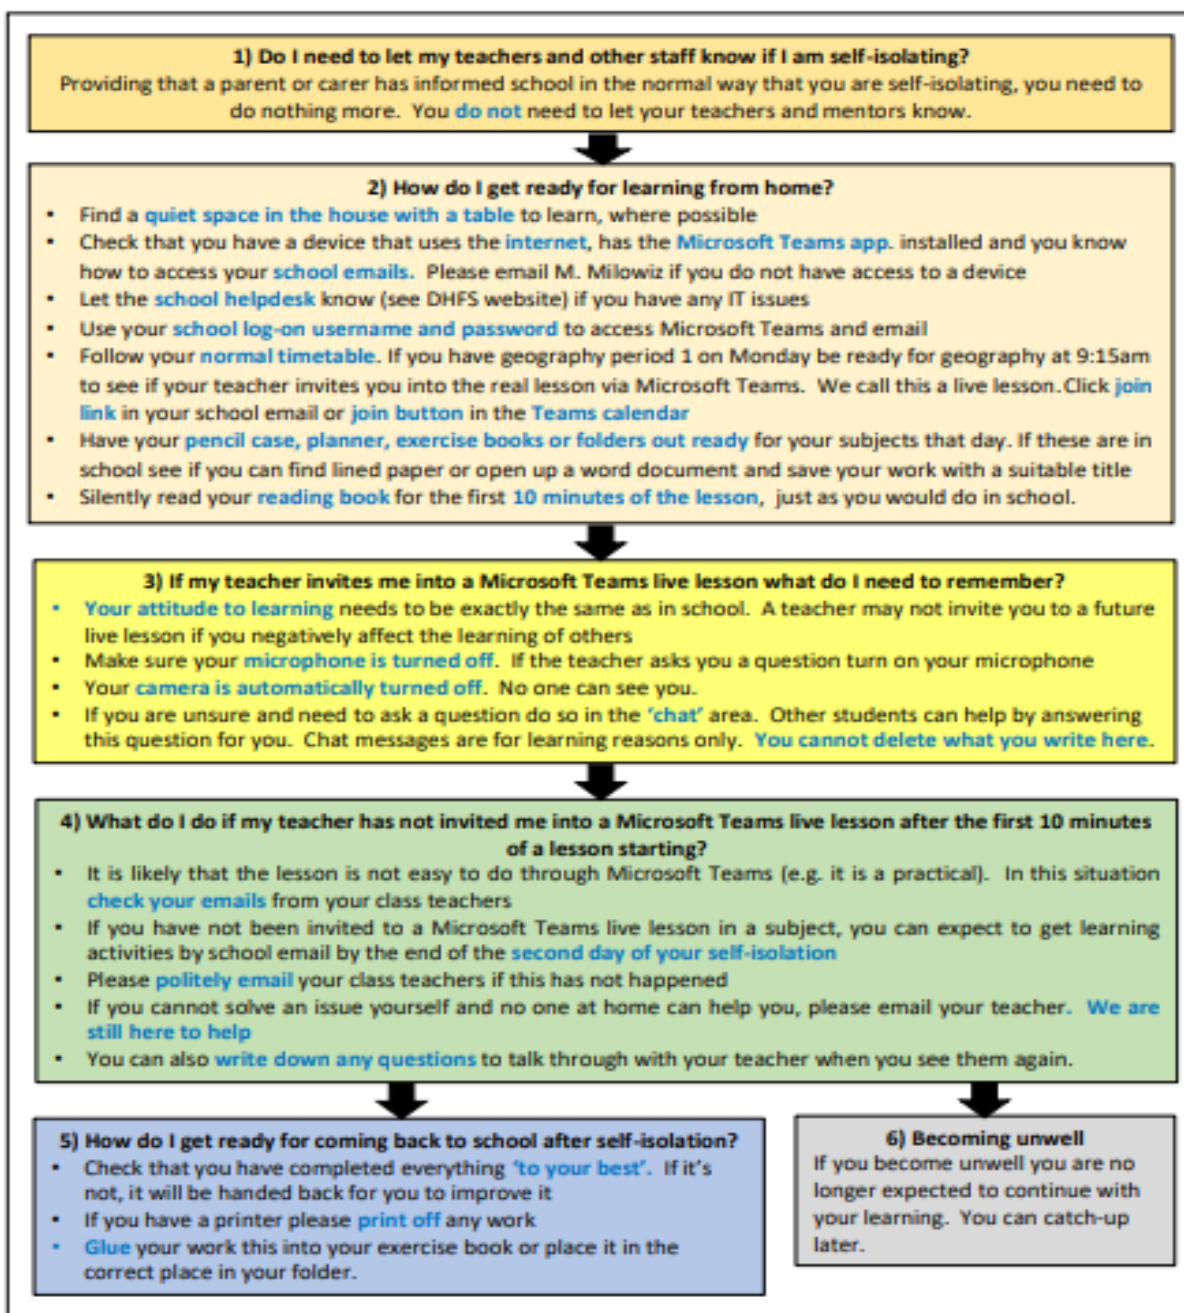 1) Do I need to let my teachers and other staff know if I am self-isolating?
Providing that a parent or carer has informed school in the normal way that you are self-isolating, you need to
do nothing more. You do not need to let your teachers and mentors know.
2) How do I get ready for learning from home?
• Find a quiet space in the house with a table to learn, where possible
• Check that you have a device that uses the internet, has the Microsoft Teams app. installed and you know
how to access your school emails. Please email M. Milowiz if you do not have access to a device
• Let the school helpdesk know (see DHFS website) if you have any IT issues
• Use your school log-on username and password to access Microsoft Teams and email
• Follow your normal timetable. If you have geography period 1 on Monday be ready for geography at 9:15am
to see if your teacher invites you into the real lesson via Microsoft Teams. We call this a live lesson. Click join
link in your school email or join button in the Teams calendar
• Have your pencil case, planner, exercise books or folders out ready for your subjects that day. If these are in
school see if you can find lined paper or open up a word document and save your work with a suitable title
• Silently read your reading book for the first 10 minutes of the lesson, just as you would do in school.
3) If my teacher invites me into a Microsoft Teams live lesson what do I need to remember?
• Your attitude to learning needs to be exactly the same as in school. A teacher may not invite you to a future
live lesson if you negatively affect the learning of others
• Make sure your microphone is turned off. If the teacher asks you a question turn on your microphone
• Your camera is automatically turned off. No one can see you.
• If you are unsure and need to ask a question do so in the 'chat' area. Other students can help by answering
this question for you. Chat messages are for learning reasons only. You cannot delete what you write here.
4) What do I do if my teacher has not invited me into a Microsoft Teams live lesson after the first 10 minutes
of a lesson starting?
• It is likely that the lesson is not easy to do through Microsoft Teams (e.g. it is a practical). In this situation
check your emails from your class teachers
• If you have not been invited to a Microsoft Teams live lesson in a subject, you can expect to get learning
activities by school email by the end of the second day of your self-isolation
• Please politely email your class teachers if this has not happened
• If you cannot solve an issue yourself and no one at home can help you, please email your teacher. We are
still here to help
• You can also write down any questions to talk through with your teacher when you see them again.
5) How do I get ready for coming back to school after self-isolation?
• Check that you have completed everything 'to your best'. If it's
not, it will be handed back for you to improve it
• If you have a printer please print off any work
• Glue your work this into your exercise book or place it in the
correct place in your folder.
6) Becoming unwell
If you become unwell you are no
longer expected to continue with
your learning. You can catch-up
later.